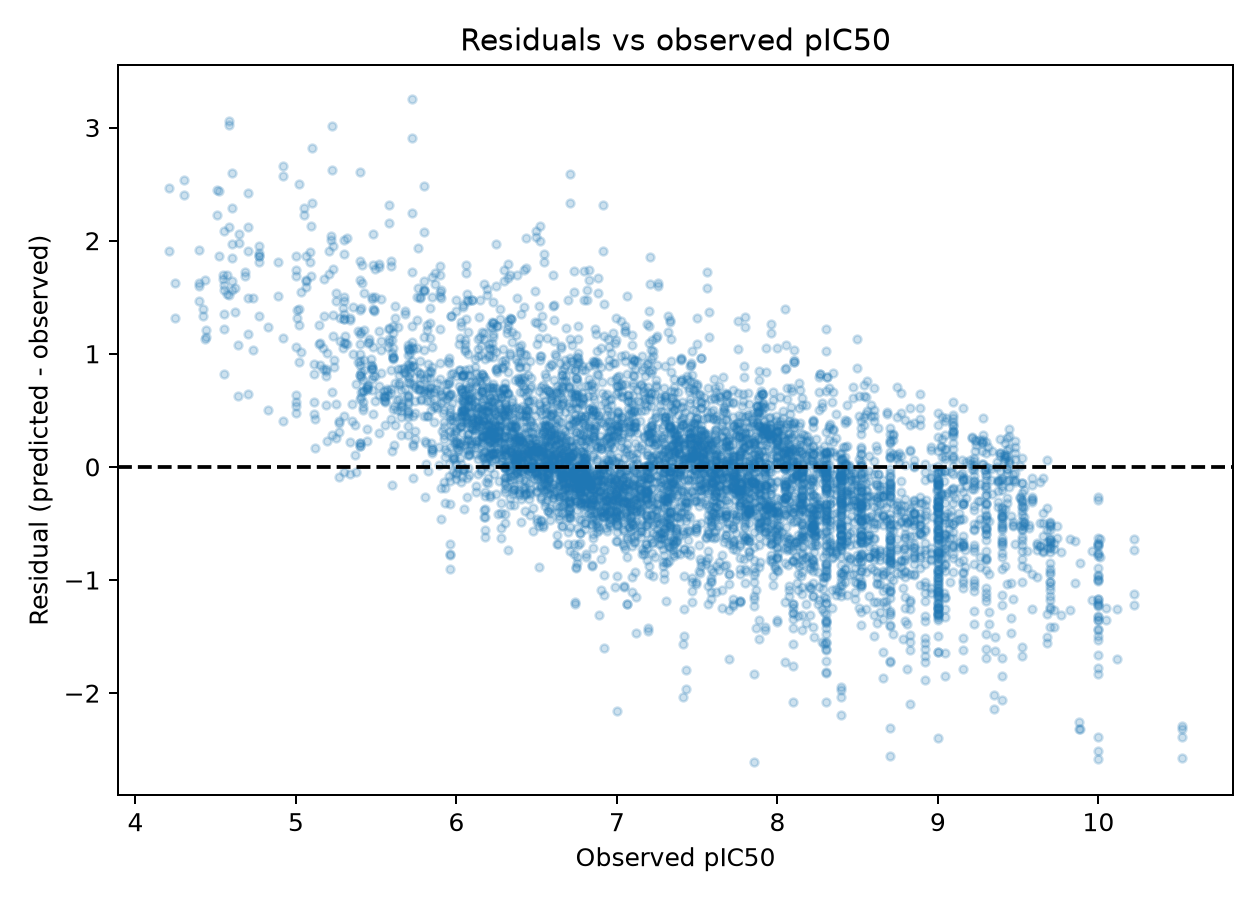 Residuals vs observed pIC50
Residual (predicted - observed)
3
2
1
0
−1
−2
4 5 6 7 8 9 10
Observed pIC50